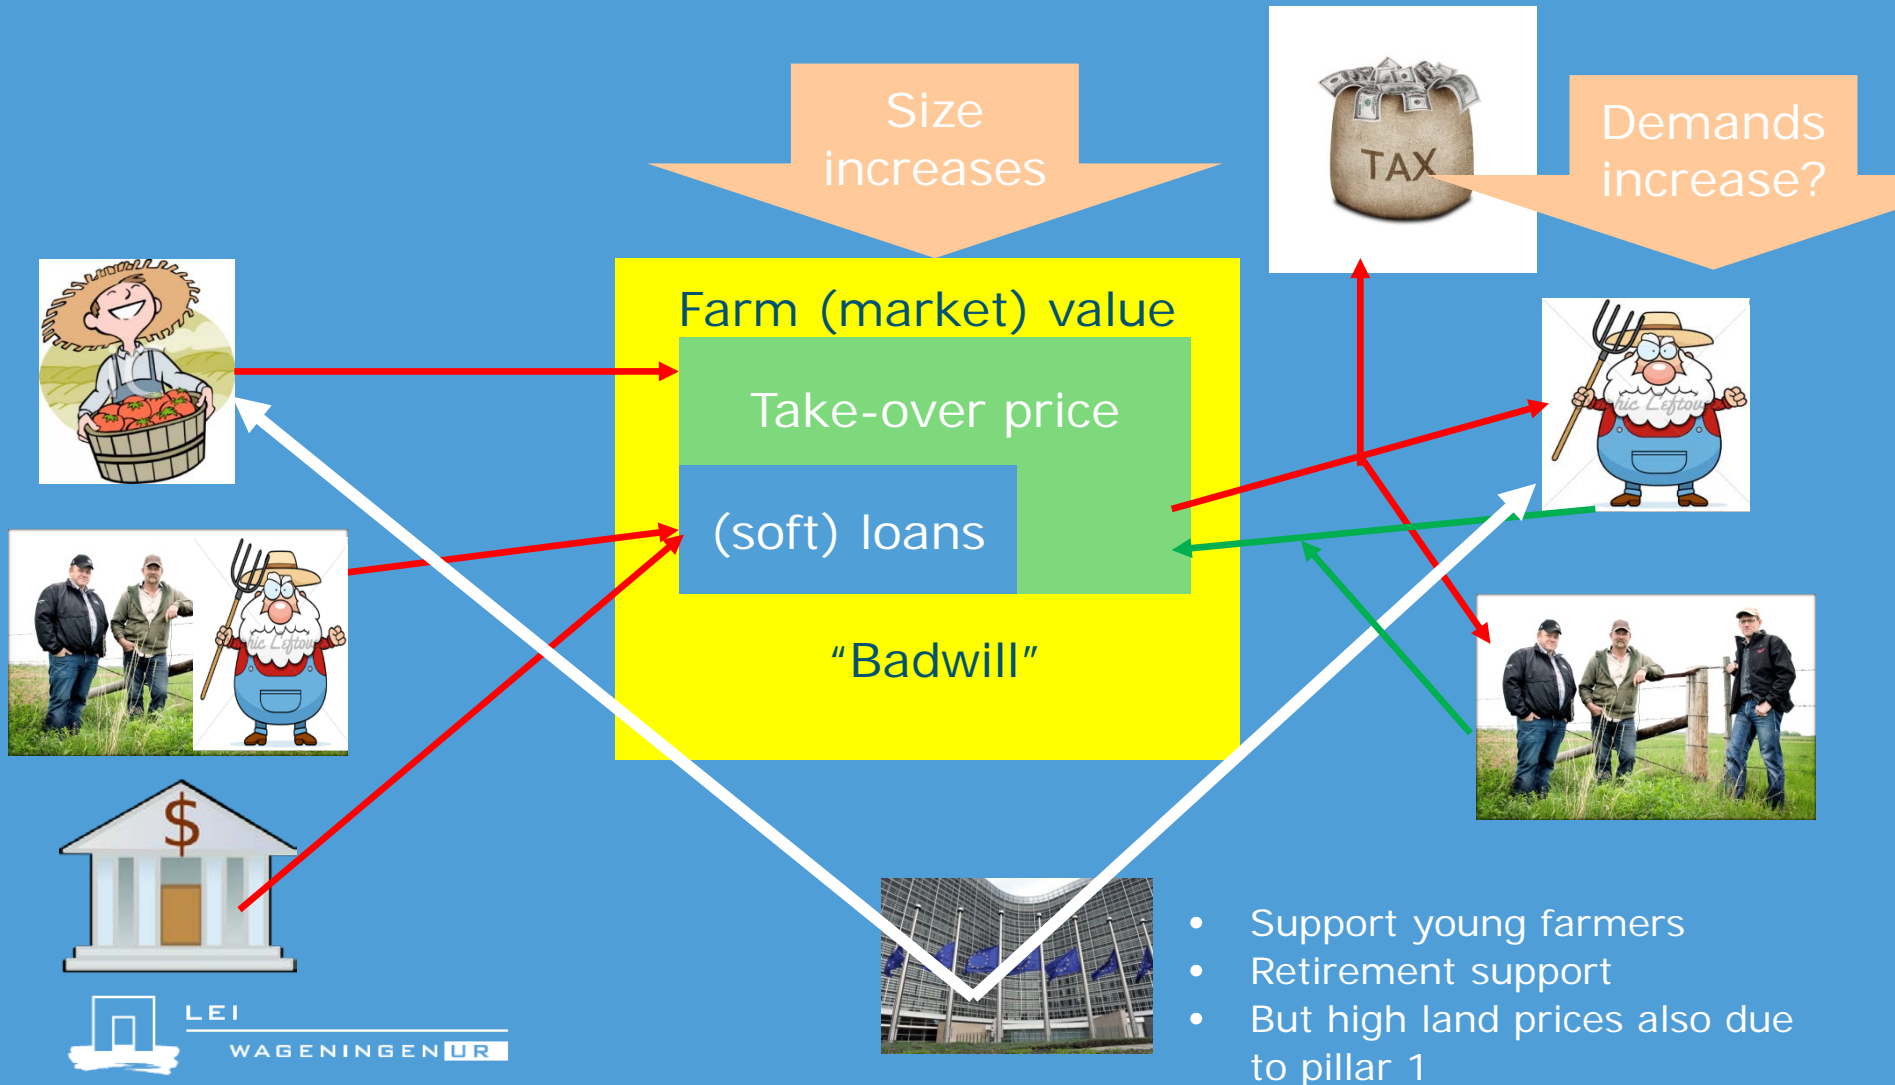 Size
increases
TAX
Demands
increase?
Farm (market) value
Take-over price
(soft) loans
“Badwill”
$
• Support young farmers
• Retirement support
• But high land prices also due
to pillar 1
LEI
WAGENINGEN UR